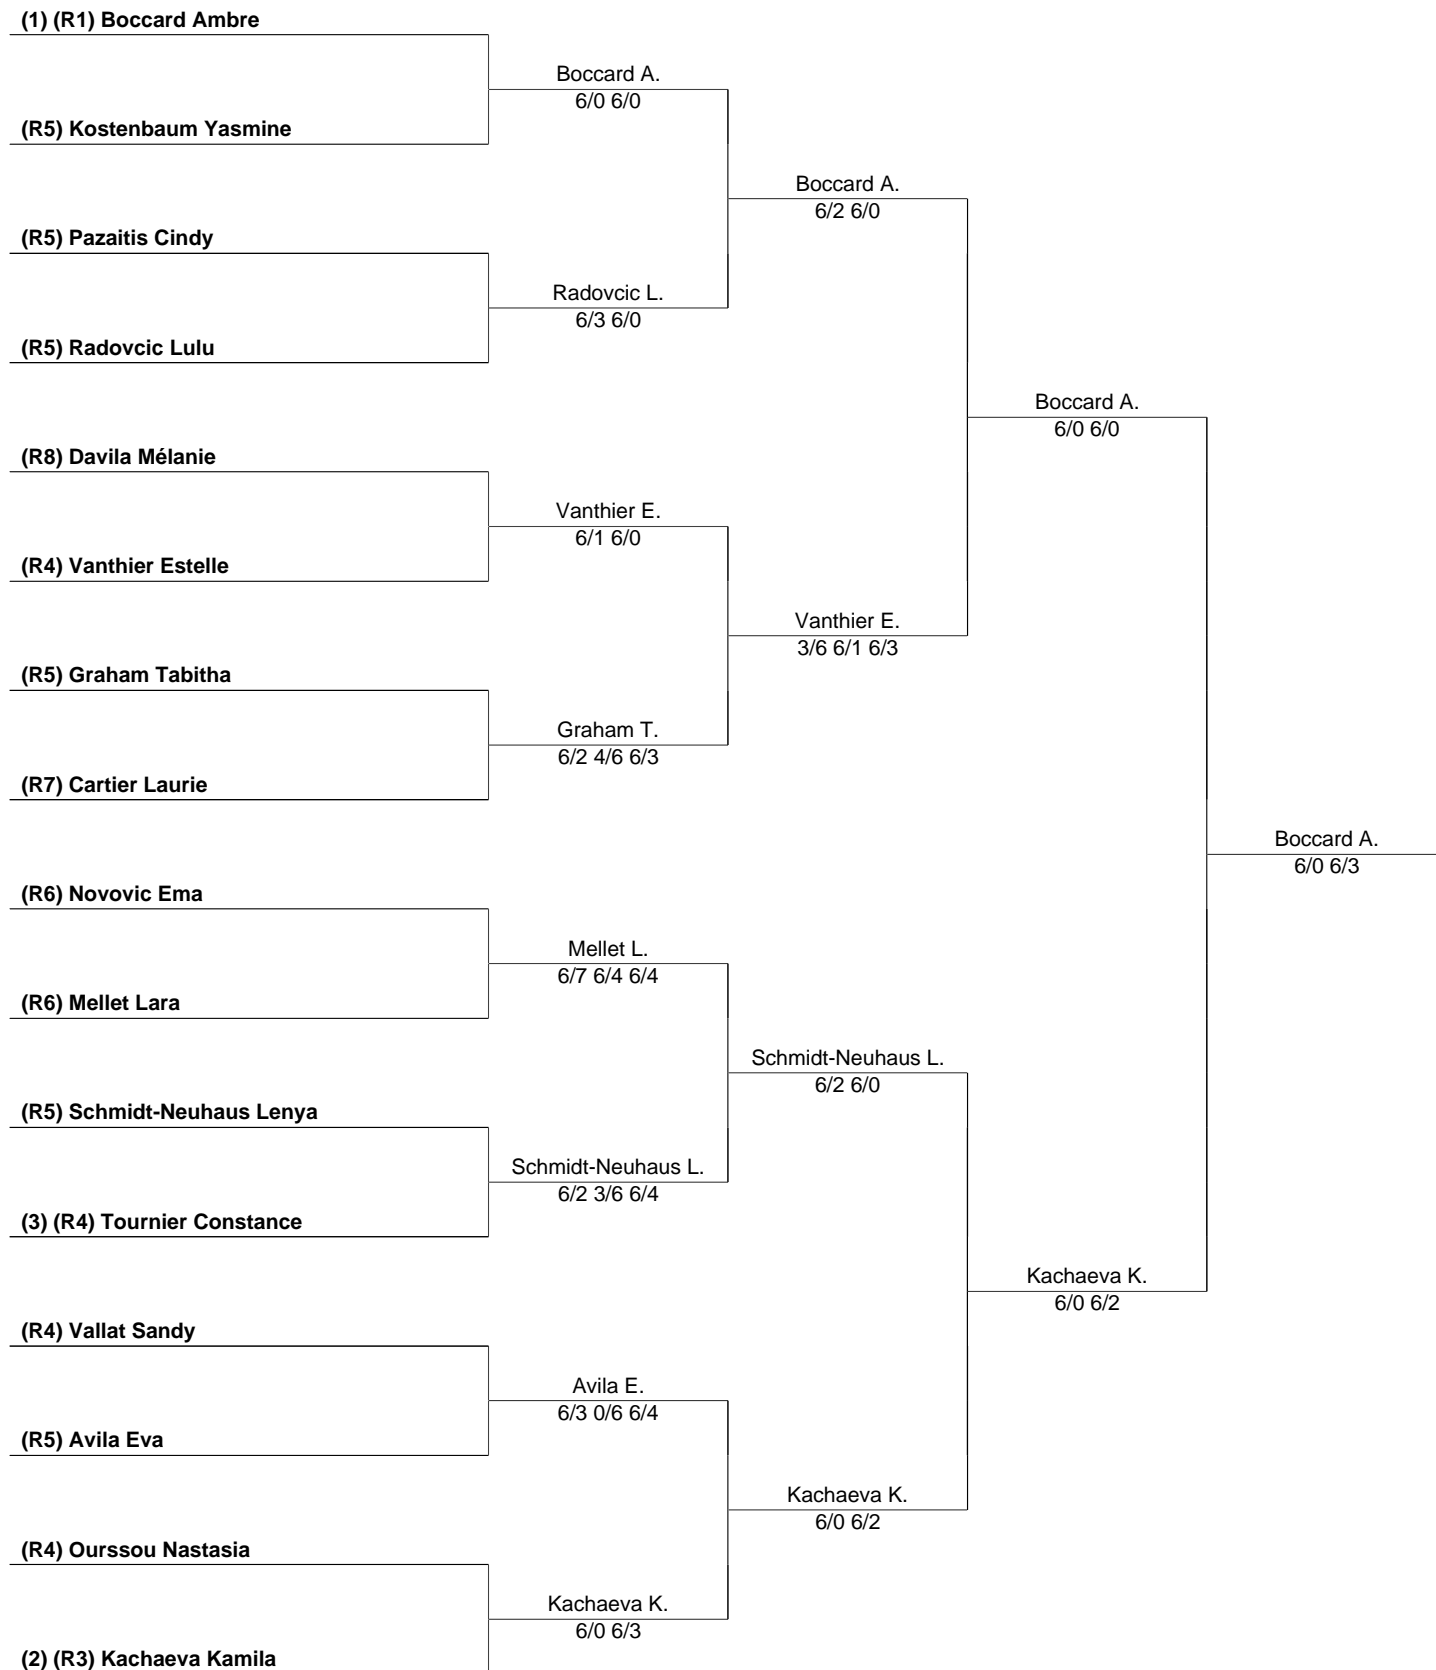 (1) (R1) Boccard Ambre
Boccard A.
6/0 6/0
(R5) Kostenbaum Yasmine
Boccard A.
6/2 6/0
(R5) Pazaitis Cindy
Radovcic L.
6/3 6/0
(R5) Radovcic Lulu
Boccard A.
6/0 6/0
(R8) Davila Mélanie
Vanthier E.
6/1 6/0
(R4) Vanthier Estelle
Vanthier E.
3/6 6/1 6/3
(R5) Graham Tabitha
Graham T.
6/2 4/6 6/3
(R7) Cartier Laurie
Boccard A.
6/0 6/3
(R6) Novovic Ema
Mellet L.
6/7 6/4 6/4
(R6) Mellet Lara
Schmidt-Neuhaus L.
6/2 6/0
(R5) Schmidt-Neuhaus Lenya
Schmidt-Neuhaus L.
6/2 3/6 6/4
(3) (R4) Tournier Constance
Kachaeva K.
6/0 6/2
(R4) Vallat Sandy
Avila E.
6/3 0/6 6/4
(R5) Avila Eva
Kachaeva K.
6/0 6/2
(R4) Ourssou Nastasia
Kachaeva K.
6/0 6/3
(2) (R3) Kachaeva Kamila